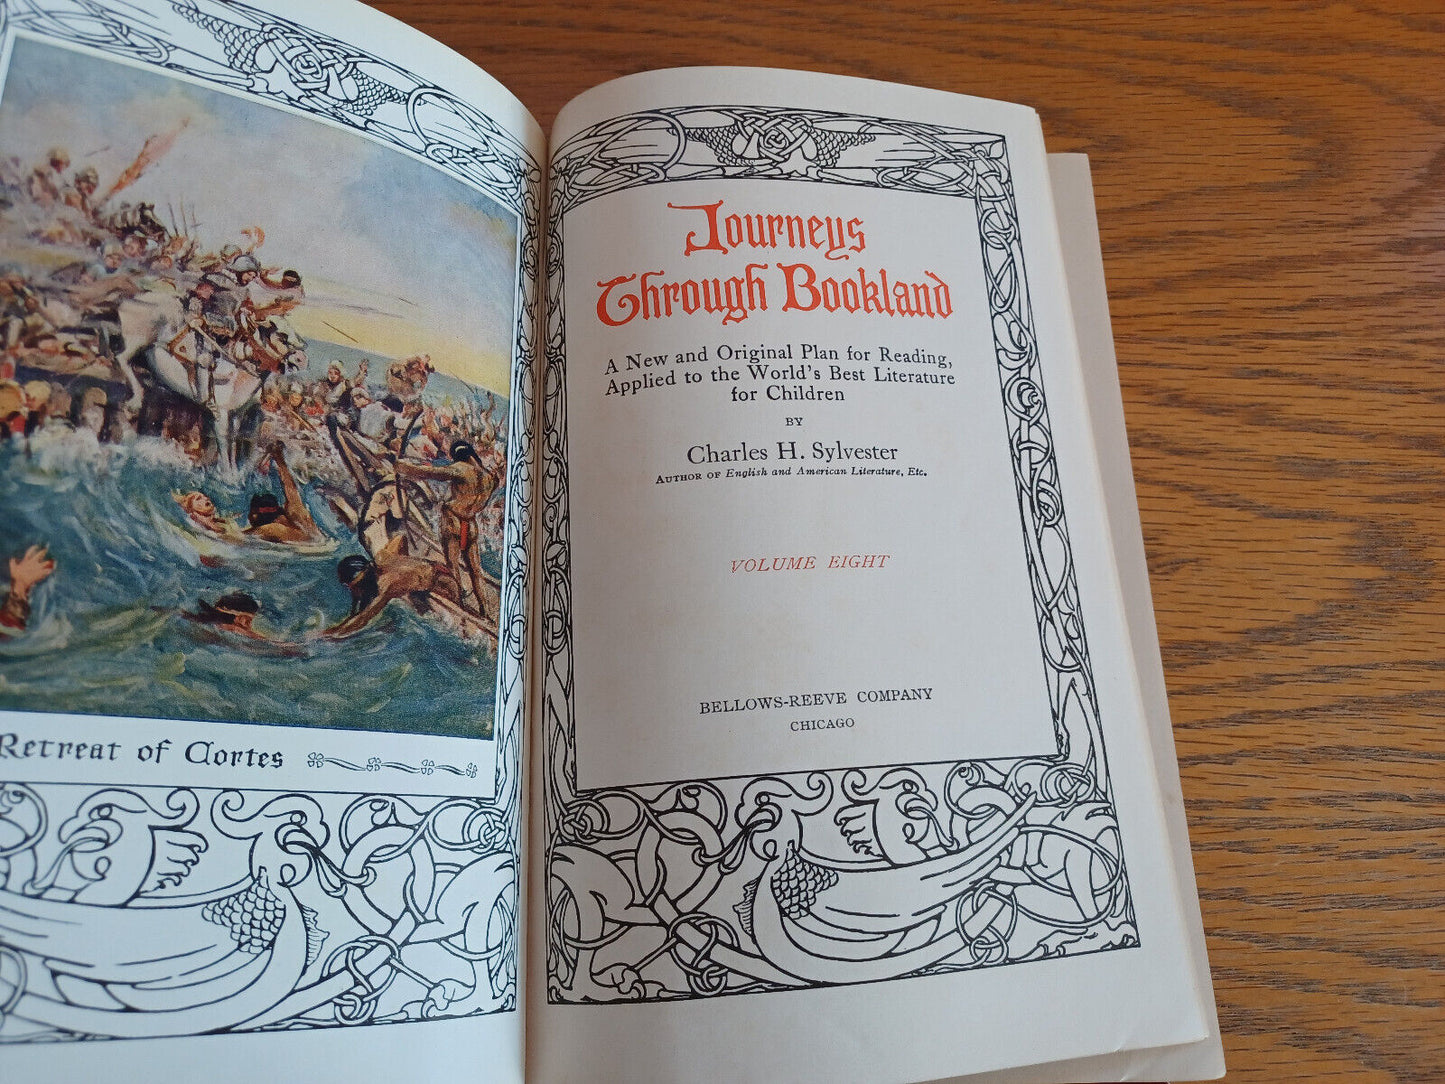 Retreat of Cortes
Journeys
Through Bookland
A New and Original Plan for Reading,
Applied to the World's Best Literature
for Children
BY
Charles H. Sylvester
AUTHOR OF English and American Literature, Etc.
VOLUME EIGHT
BELLOWS-REEVE COMPANY
CHICAGO